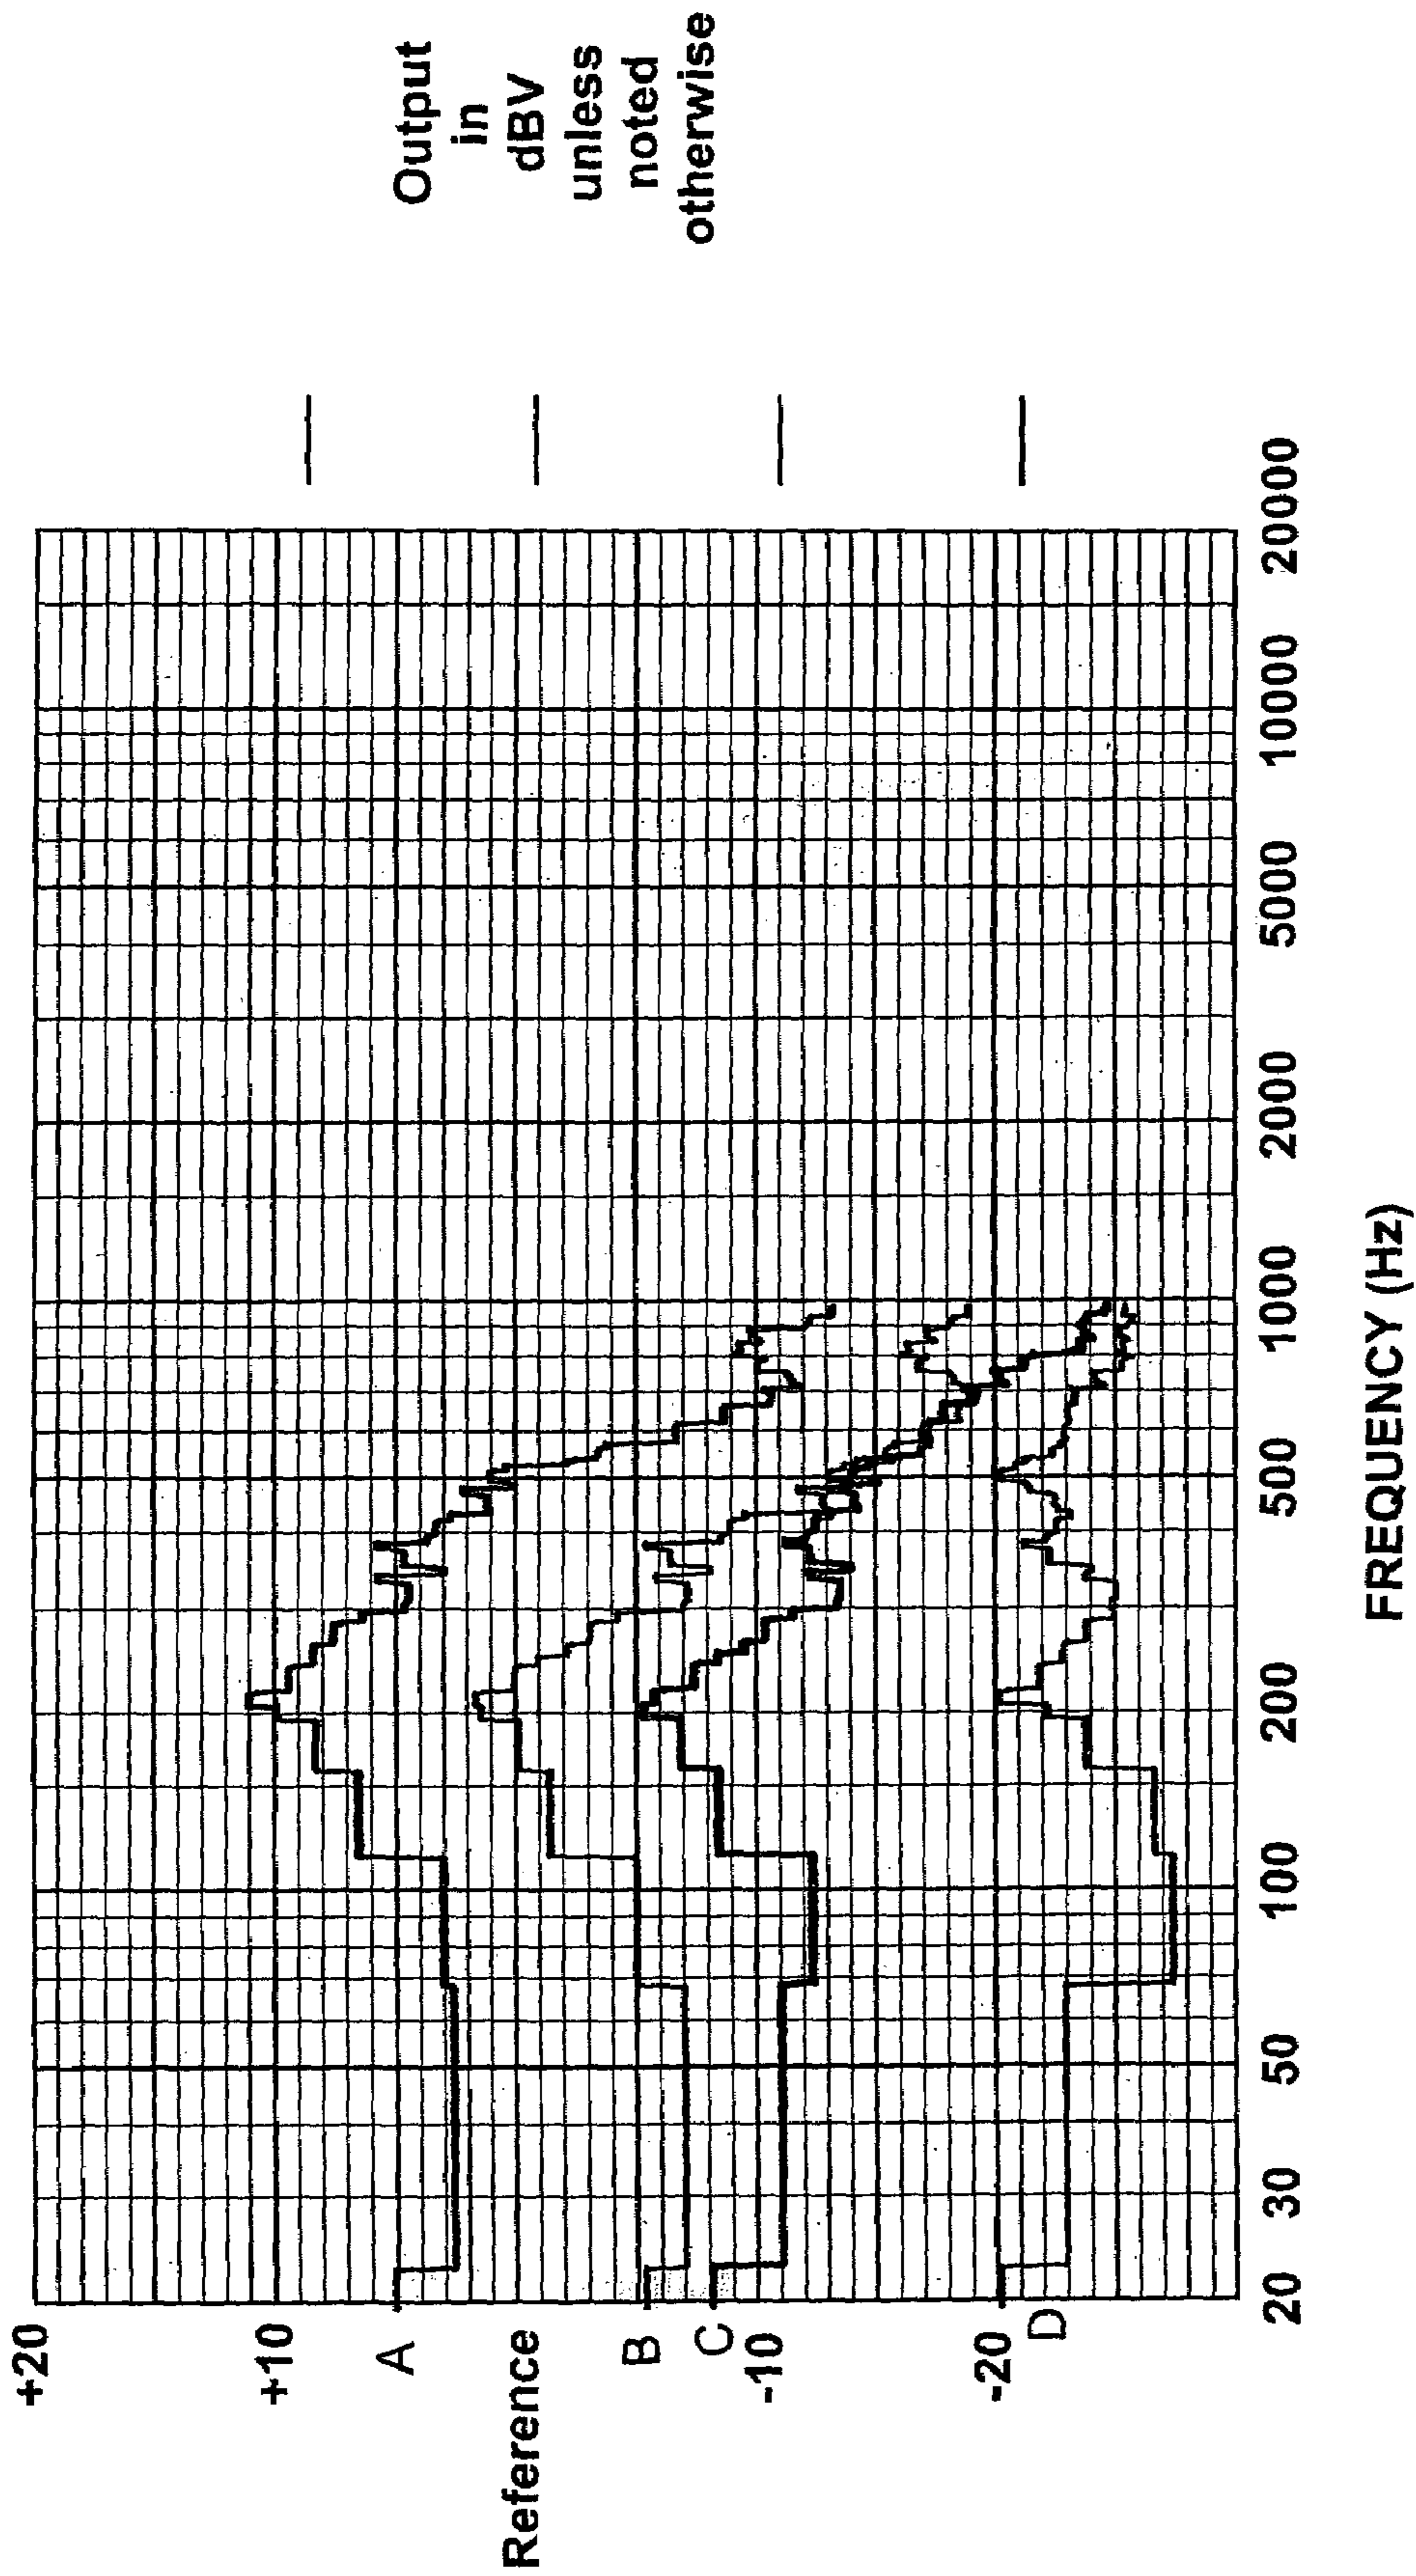 +20
+10
A
Reference
B
C
-10
-20
D
20
30
50
100
200
500
1000
2000
5000
10000
20000
FREQUENCY (Hz)
Output
in
dBV
unless
noted
otherwise